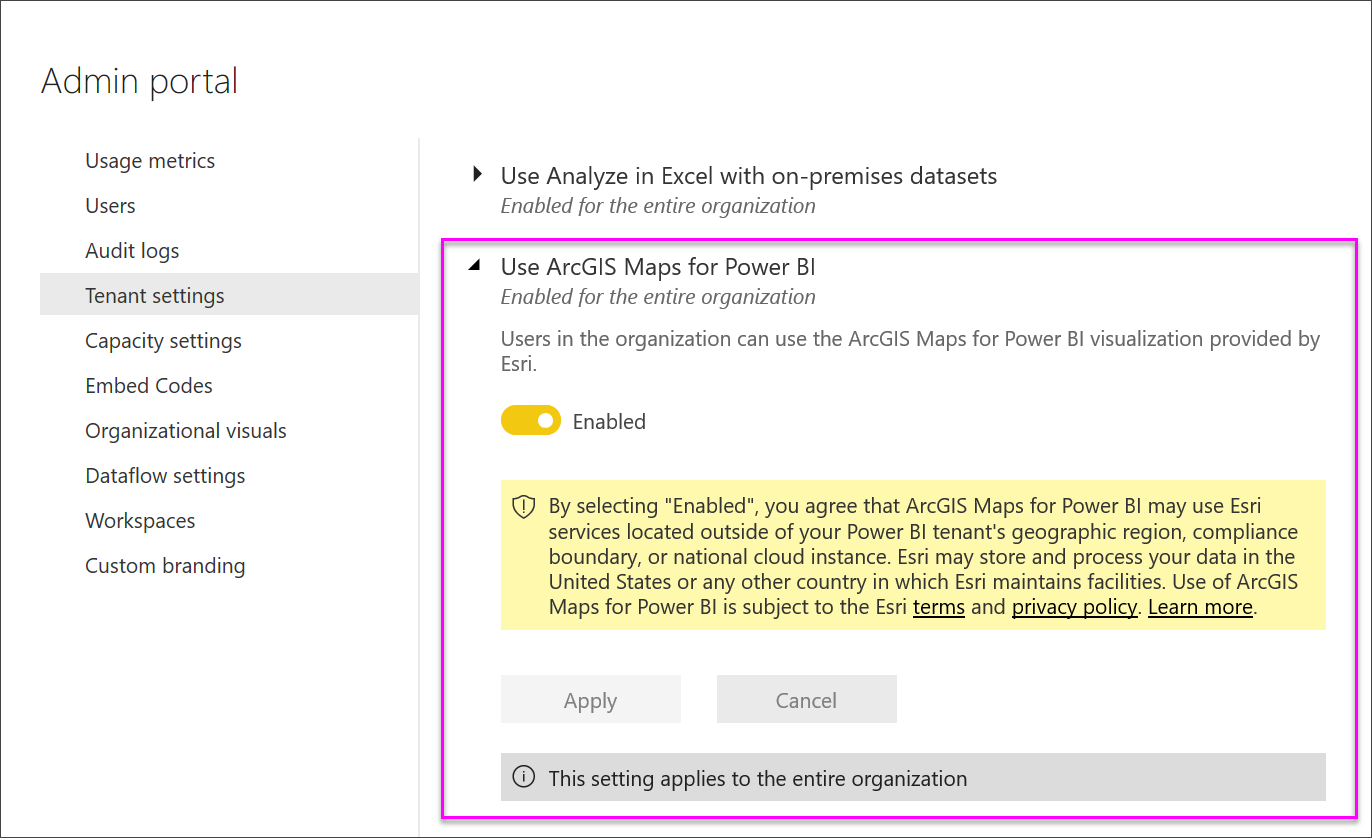 Admin portal
Usage metrics
Users
Audit logs
Tenant settings
Capacity settings
Embed Codes
Organizational visuals
Dataflow settings
Workspaces
Custom branding
Use Analyze in Excel with on-premises datasets
Enabled for the entire organization
Use ArcGIS Maps for Power BI
Enabled for the entire organization
Users in the organization can use the ArcGIS Maps for Power BI visualization provided by
Esri.
Enabled
By selecting "Enabled", you agree that ArcGIS Maps for Power BI may use Esri
services located outside of your Power BI tenant's geographic region, compliance
boundary, or national cloud instance. Esri may store and process your data in the
United States or any other country in which Esri maintains facilities. Use of ArcGIS
Maps for Power BI is subject to the Esri terms and privacy policy. Learn more.
Apply
Cancel
This setting applies to the entire organization